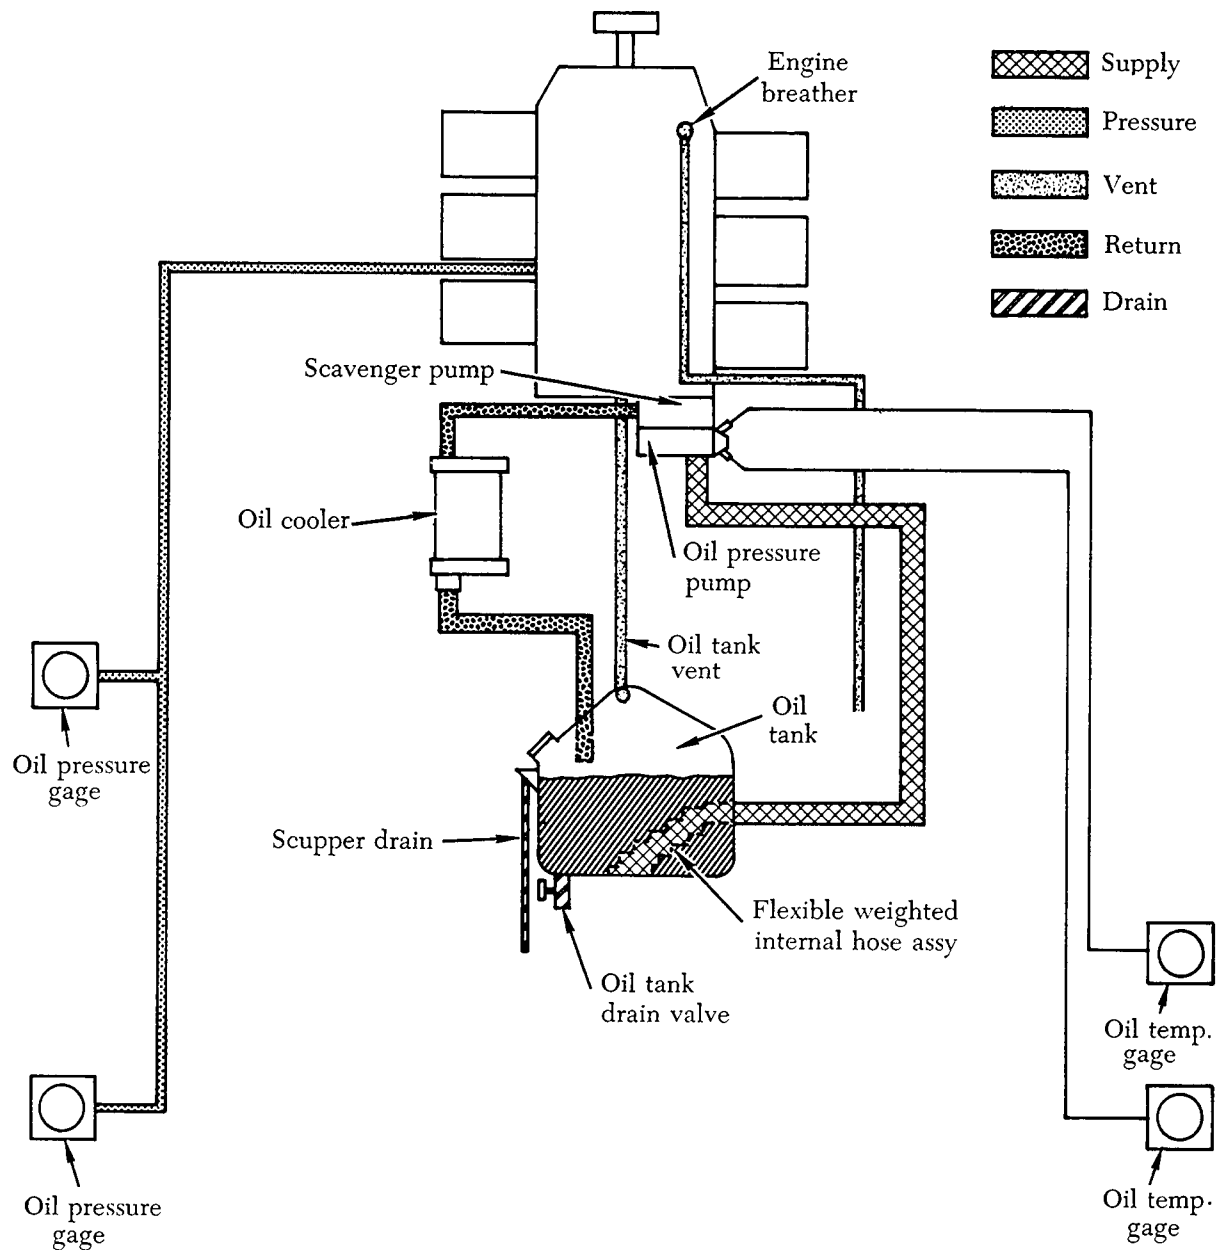 Engine
breather
Supply
Pressure
Vent
Return
Drain
Scavenger pump
Oil cooler
Oil pressure
pump
Oil tank
vent
Oil
tank
Oil pressure
gage
Scupper drain
Flexible weighted
internal hose assy
Oil tank
drain valve
Oil temp.
gage
Oil pressure
gage
Oil temp.
gage